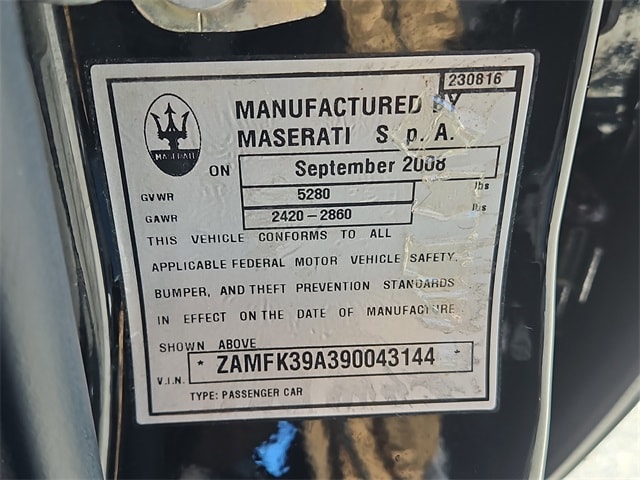 230816
MANUFACTURED BY
MASERATI S.p.A.
MASERATI
ON September 2008
GVWR 5280 lbs
GAWR 2420-2860 lbs
THIS VEHICLE CONFORMS TO ALL
APPLICABLE FEDERAL MOTOR VEHICLE SAFETY,
BUMPER, AND THEFT PREVENTION STANDARDS
IN EFFECT ON THE DATE OF MANUFACTURE
SHOWN ABOVE
V.I.N. * ZAMFK39A390043144 *
TYPE: PASSENGER CAR